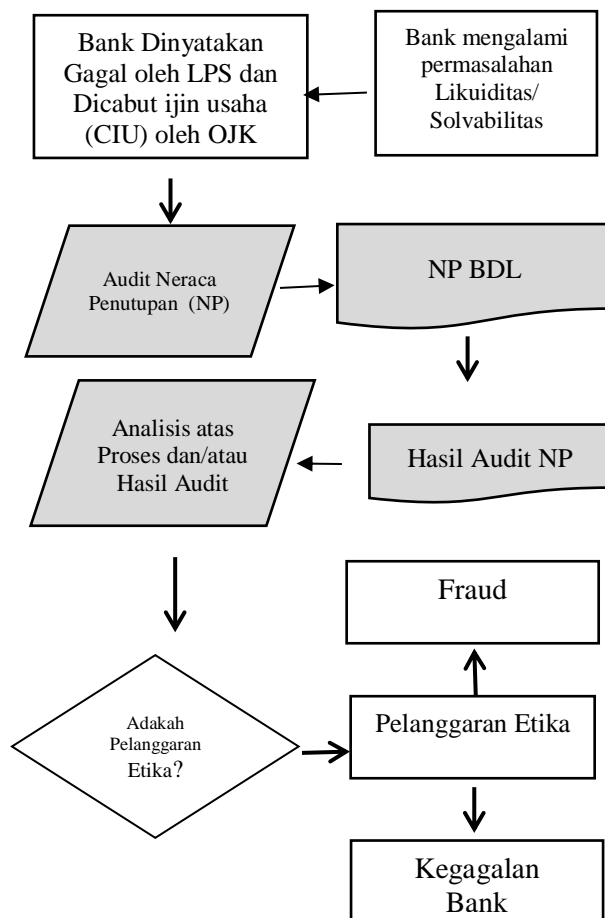 Bank Dinyatakan
Gagal oleh LPS dan
Dicabut ijin usaha
(CIU) oleh OJK
Bank mengalami
permasalahan
Likuiditas/
Solvabilitas
Audit Neraca
Penutupan (NP)
NP BDL
Analisis atas
Proses dan/atau
Hasil Audit
Hasil Audit NP
Fraud
Adakah
Pelanggaran
Etika?
Pelanggaran Etika
Kegagalan
Bank